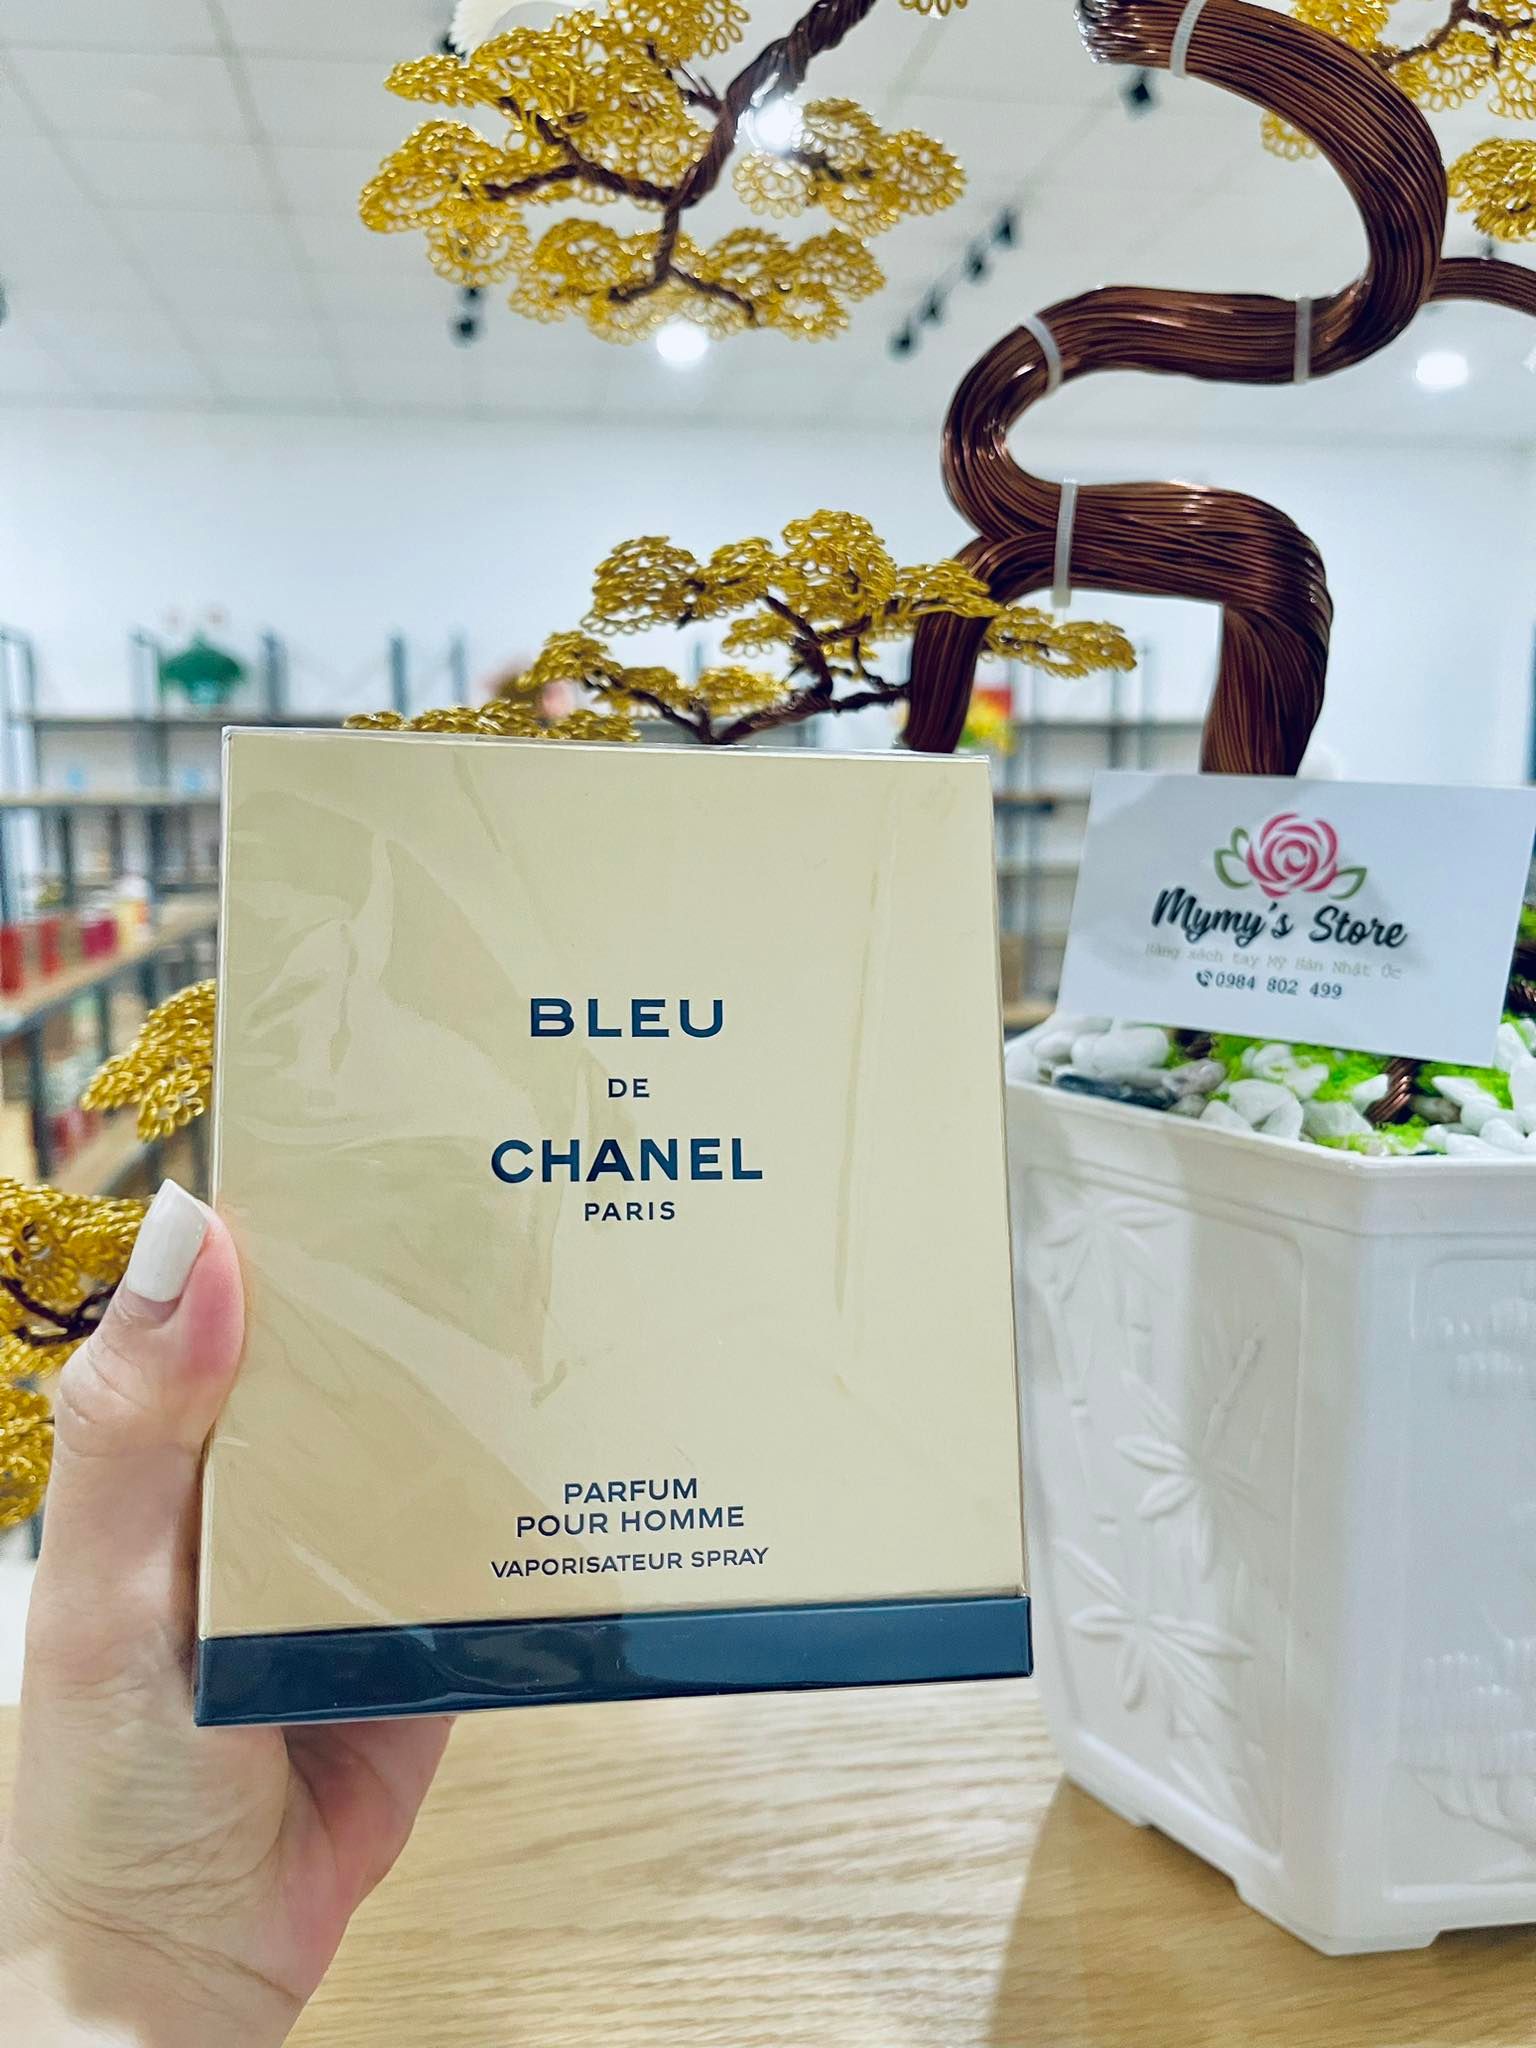 BLEU
DE
CHANEL
PARIS
PARFUM
POUR HOMME
VAPORISATEUR SPRAY
Mymy's Store
Hàng xách tay Mỹ Hàn Nhật Úc
0984 802 499